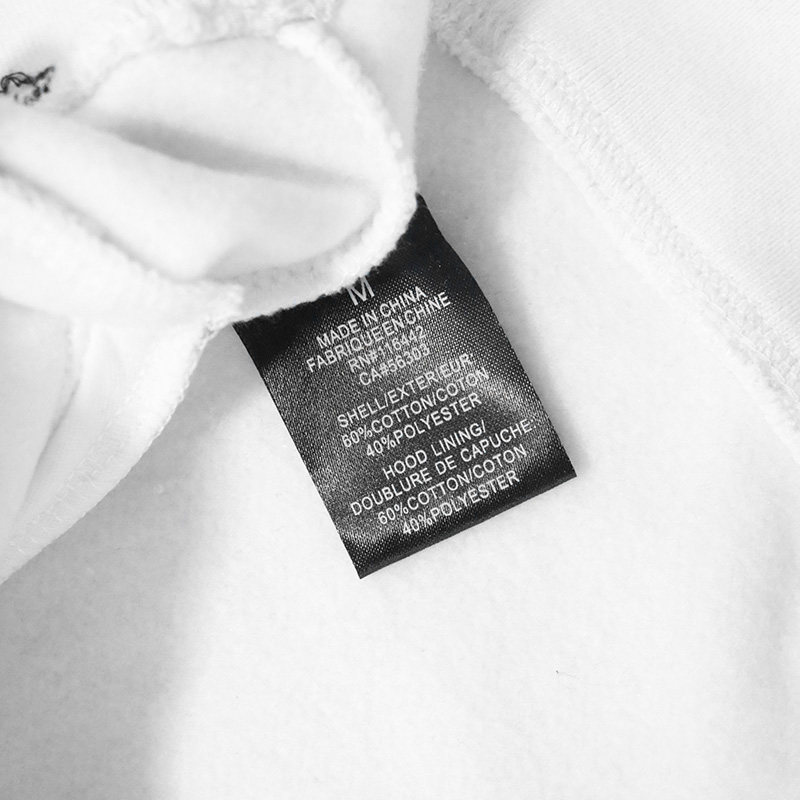 M
MADE IN CHINA
FABRIQUE EN CHINE
RN#116442
CA#56303
SHELL/EXTERIEUR:
60%COTTON/COTON
40%POLYESTER
HOOD LINING/
DOUBLURE DE CAPUCHE:
60%COTTON/COTON
40%POLYESTER